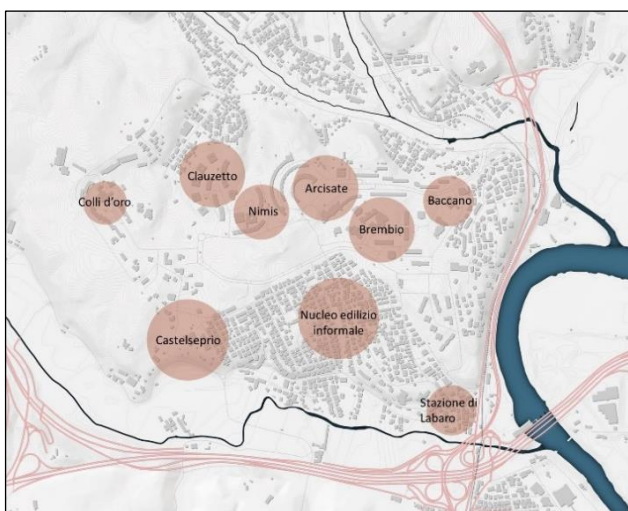 Clauzetto
Arcisate
Colli d'oro
Nimis
Baccano
Brembio
Nucleo edilizio
informale
Castelseprio
Stazione di
Labaro